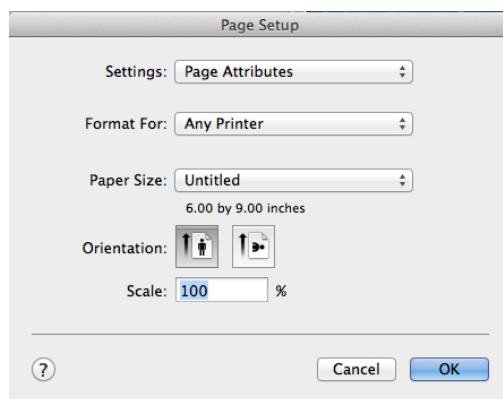 Page Setup
Settings: Page Attributes
Format For: Any Printer
Paper Size: Untitled
6.00 by 9.00 inches
Orientation:
Scale: 100 %
? Cancel OK